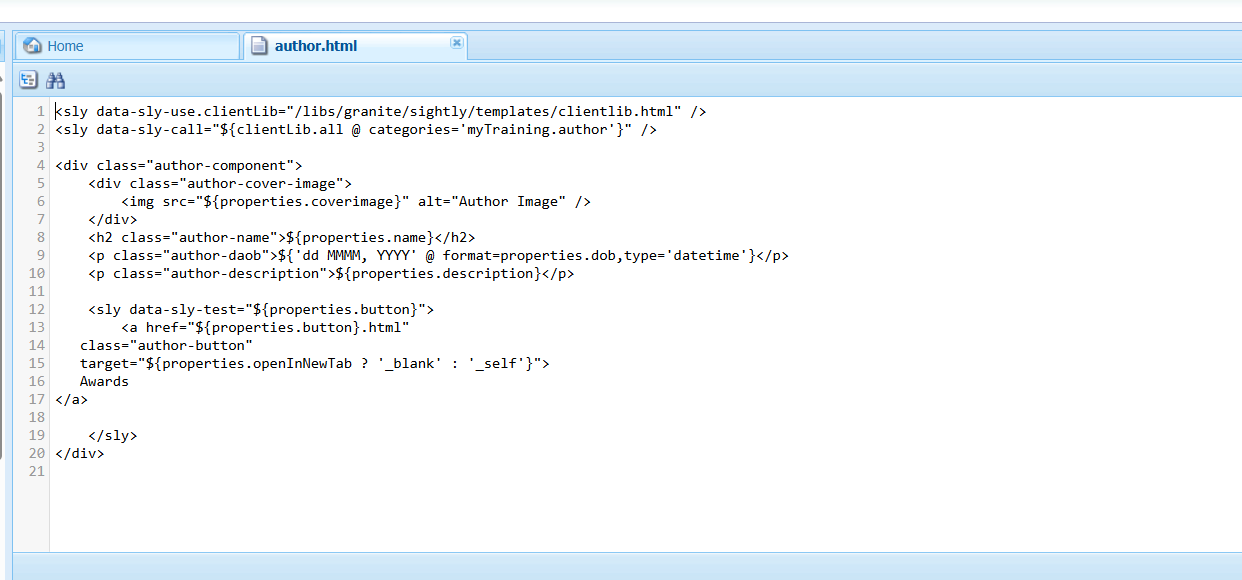 Home
author.html
1 <sly data-sly-use.clientLib="/libs/granite/sightly/templates/clientlib.html" />
2 <sly data-sly-call="${clientLib.all @ categories='myTraining.author'}" />
3
4 <div class="author-component">
5     <div class="author-cover-image">
6         <img src="${properties.coverimage}" alt="Author Image" />
7     </div>
8     <h2 class="author-name">${properties.name}</h2>
9     <p class="author-daob">${'dd MMMM, YYYY' @ format=properties.dob,type='datetime'}</p>
10     <p class="author-description">${properties.description}</p>
11
12     <sly data-sly-test="${properties.button}">
13         <a href="${properties.button}.html"
14    class="author-button"
15    target="${properties.openInNewTab ? '_blank' : '_self'}">
16    Awards
17 </a>
18
19     </sly>
20 </div>
21